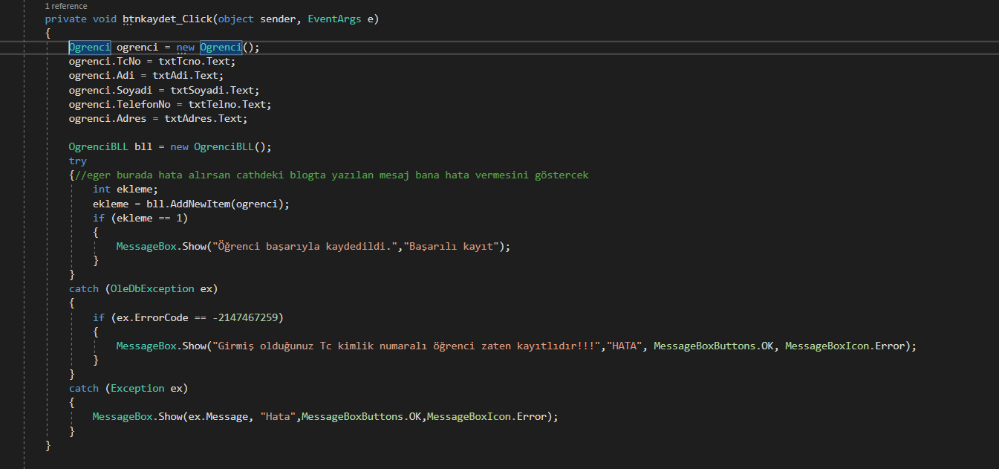 1 reference
private void btnkaydet_Click(object sender, EventArgs e)
{
Ogrenci ogrenci = new Ogrenci();
ogrenci.TcNo = txtTcno.Text;
ogrenci.Adi = txtAdi.Text;
ogrenci.Soyadi = txtSoyadi.Text;
ogrenci.TelefonNo = txtTelno.Text;
ogrenci.Adres = txtAdres.Text;
OgrenciBLL bll = new OgrenciBLL();
try
{//eger burada hata alırsan cathdeki blogta yazılan mesaj bana hata vermesini göstercek
int ekleme;
ekleme = bll.AddNewItem(ogrenci);
if (ekleme == 1)
{
MessageBox.Show("Öğrenci başarıyla kaydedildi.","Başarılı kayıt");
}
}
catch (OleDbException ex)
{
if (ex.ErrorCode == -2147467259)
{
MessageBox.Show("Girmiş olduğunuz Tc kimlik numaralı öğrenci zaten kayıtlıdır!!!","HATA", MessageBoxButtons.OK, MessageBoxIcon.Error);
}
}
catch (Exception ex)
{
MessageBox.Show(ex.Message, "Hata",MessageBoxButtons.OK,MessageBoxIcon.Error);
}
}